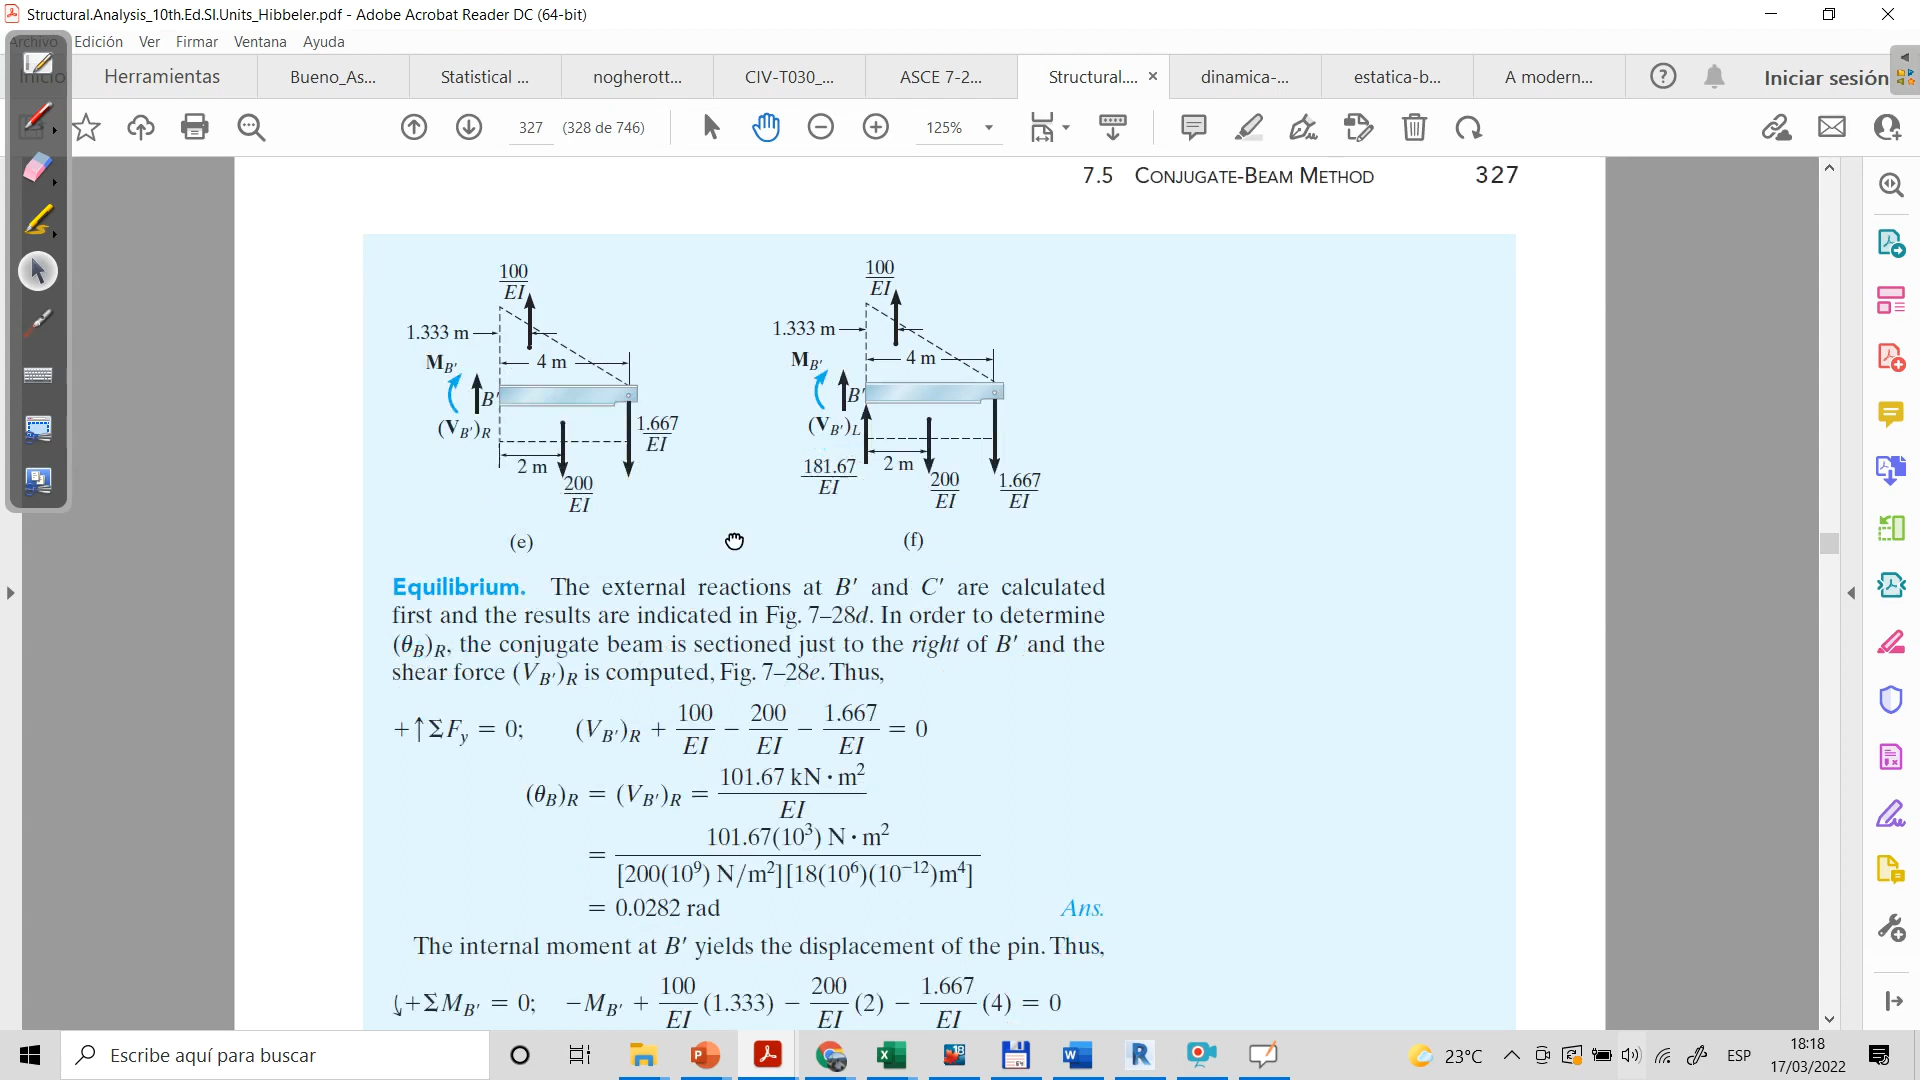 Structural.Analysis_10th.Ed.SI.Units_Hibbeler.pdf - Adobe Acrobat Reader DC (64-bit)
Archivo Edición Ver Firmar Ventana Ayuda
Inicio Herramientas Bueno_As... Statistical ... nogherott... CIV-T030_... ASCE 7-2... Structural.... × dinamica-... estatica-b... A modern... Iniciar sesión
327 (328 de 746) 125%
7.5 CONJUGATE-BEAM METHOD 327
100
EI
1.333 m
M_B′
4 m
B′
(V_B′)_R
1.667
EI
2 m
200
EI
(e)
100
EI
1.333 m
M_B′
4 m
B′
(V_B′)_L
181.67
EI
2 m
200
EI
1.667
EI
(f)
Equilibrium. The external reactions at B′ and C′ are calculated
first and the results are indicated in Fig. 7–28d. In order to determine
(θ_B)_R, the conjugate beam is sectioned just to the right of B′ and the
shear force (V_B′)_R is computed, Fig. 7–28e. Thus,
+↑ΣF_y = 0; (V_B′)_R + 100/EI − 200/EI − 1.667/EI = 0
(θ_B)_R = (V_B′)_R = 101.67 kN · m²/EI
= 101.67(10³) N · m²/[200(10⁹) N/m²][18(10⁶)(10⁻¹²)m⁴]
= 0.0282 rad Ans.
The internal moment at B′ yields the displacement of the pin. Thus,
⤹+ΣM_B′ = 0; −M_B′ + 100/EI (1.333) − 200/EI (2) − 1.667/EI (4) = 0
Escribe aquí para buscar
18
23°C ESP
18:18
17/03/2022